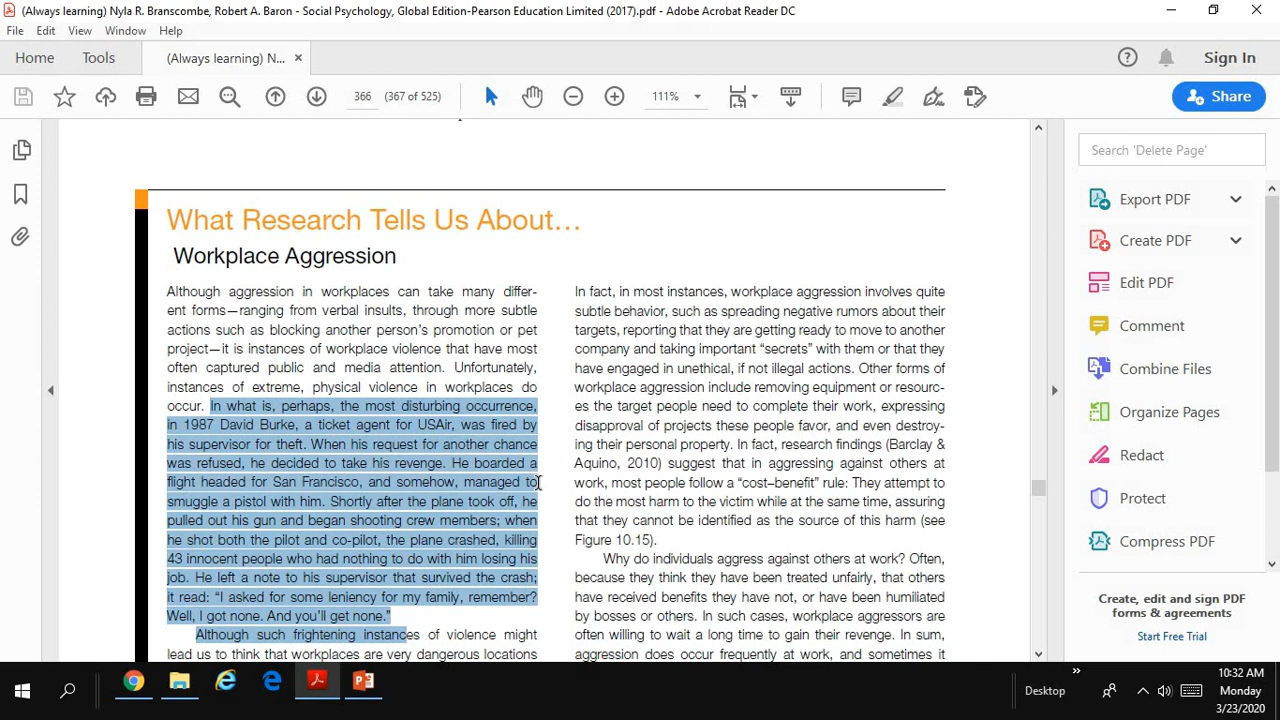 (Always learning) Nyla R. Branscombe, Robert A. Baron - Social Psychology, Global Edition-Pearson Education Limited (2017).pdf - Adobe Acrobat Reader DC
File Edit View Window Help
Home Tools (Always learning) N... ×
366 (367 of 525) 111% Share
Sign In
Search 'Delete Page'
Export PDF
Create PDF
Edit PDF
Comment
Combine Files
Organize Pages
Redact
Protect
Compress PDF
Create, edit and sign PDF
forms & agreements
Start Free Trial
What Research Tells Us About…
Workplace Aggression
Although aggression in workplaces can take many differ-
ent forms—ranging from verbal insults, through more subtle
actions such as blocking another person’s promotion or pet
project—it is instances of workplace violence that have most
often captured public and media attention. Unfortunately,
instances of extreme, physical violence in workplaces do
occur. In what is, perhaps, the most disturbing occurrence,
in 1987 David Burke, a ticket agent for USAir, was fired by
his supervisor for theft. When his request for another chance
was refused, he decided to take his revenge. He boarded a
flight headed for San Francisco, and somehow, managed to
smuggle a pistol with him. Shortly after the plane took off, he
pulled out his gun and began shooting crew members; when
he shot both the pilot and co-pilot, the plane crashed, killing
43 innocent people who had nothing to do with him losing his
job. He left a note to his supervisor that survived the crash;
it read: “I asked for some leniency for my family, remember?
Well, I got none. And you’ll get none.”
Although such frightening instances of violence might
lead us to think that workplaces are very dangerous locations
In fact, in most instances, workplace aggression involves quite
subtle behavior, such as spreading negative rumors about their
targets, reporting that they are getting ready to move to another
company and taking important “secrets” with them or that they
have engaged in unethical, if not illegal actions. Other forms of
workplace aggression include removing equipment or resourc-
es the target people need to complete their work, expressing
disapproval of projects these people favor, and even destroy-
ing their personal property. In fact, research findings (Barclay &
Aquino, 2010) suggest that in aggressing against others at
work, most people follow a “cost–benefit” rule: They attempt to
do the most harm to the victim while at the same time, assuring
that they cannot be identified as the source of this harm (see
Figure 10.15).
Why do individuals aggress against others at work? Often,
because they think they have been treated unfairly, that others
have received benefits they have not, or have been humiliated
by bosses or others. In such cases, workplace aggressors are
often willing to wait a long time to gain their revenge. In sum,
aggression does occur frequently at work, and sometimes it
Desktop
10:32 AM
Monday
3/23/2020